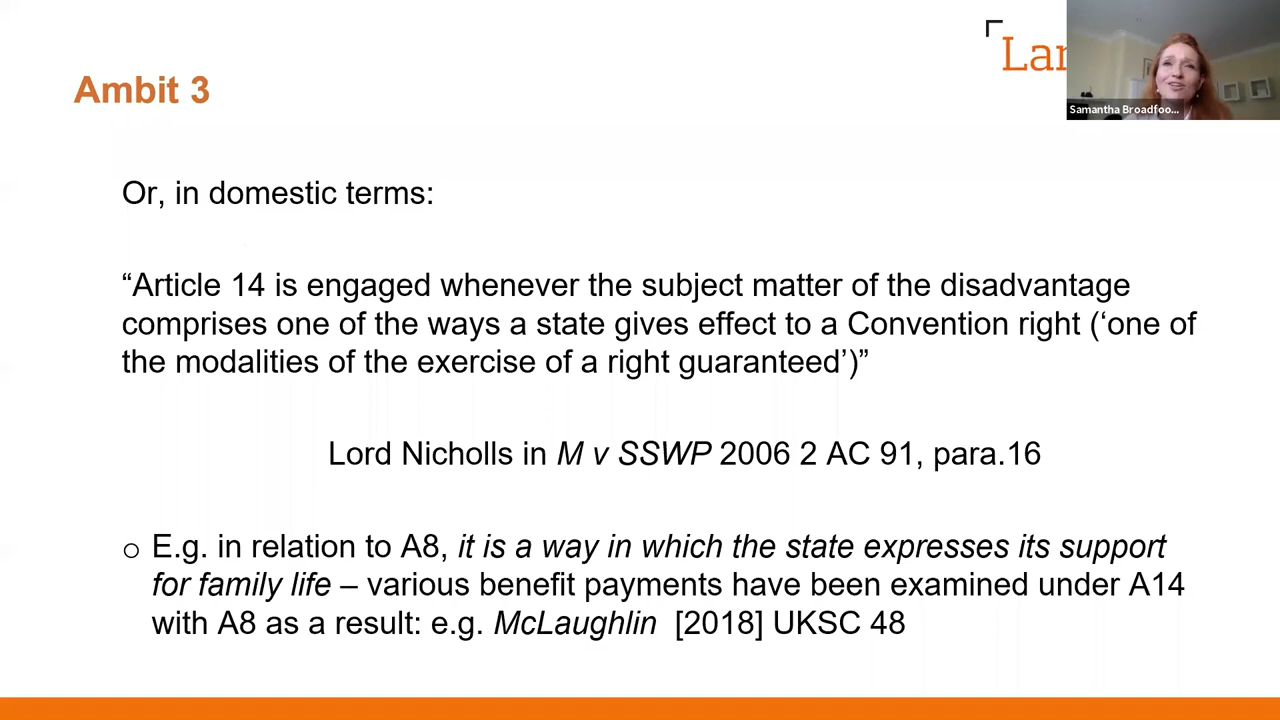 Lan
Samantha Broadfoo...
Ambit 3
Or, in domestic terms:
“Article 14 is engaged whenever the subject matter of the disadvantage
comprises one of the ways a state gives effect to a Convention right (‘one of
the modalities of the exercise of a right guaranteed’)”
Lord Nicholls in M v SSWP 2006 2 AC 91, para.16
o E.g. in relation to A8, it is a way in which the state expresses its support
for family life – various benefit payments have been examined under A14
with A8 as a result: e.g. McLaughlin [2018] UKSC 48